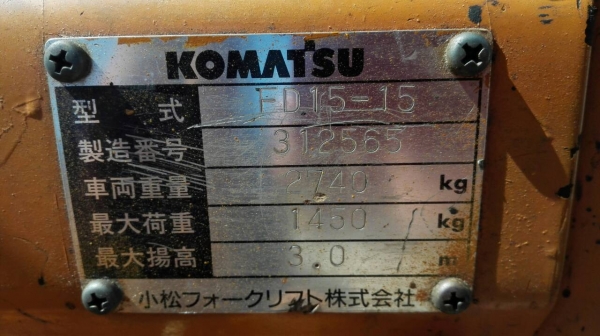 KOMATSU
型 式 FD15-15
製造番号 312565
車両重量 2740 kg
最大荷重 1450 kg
最大揚高 3.0 m
小松フォークリフト株式会社